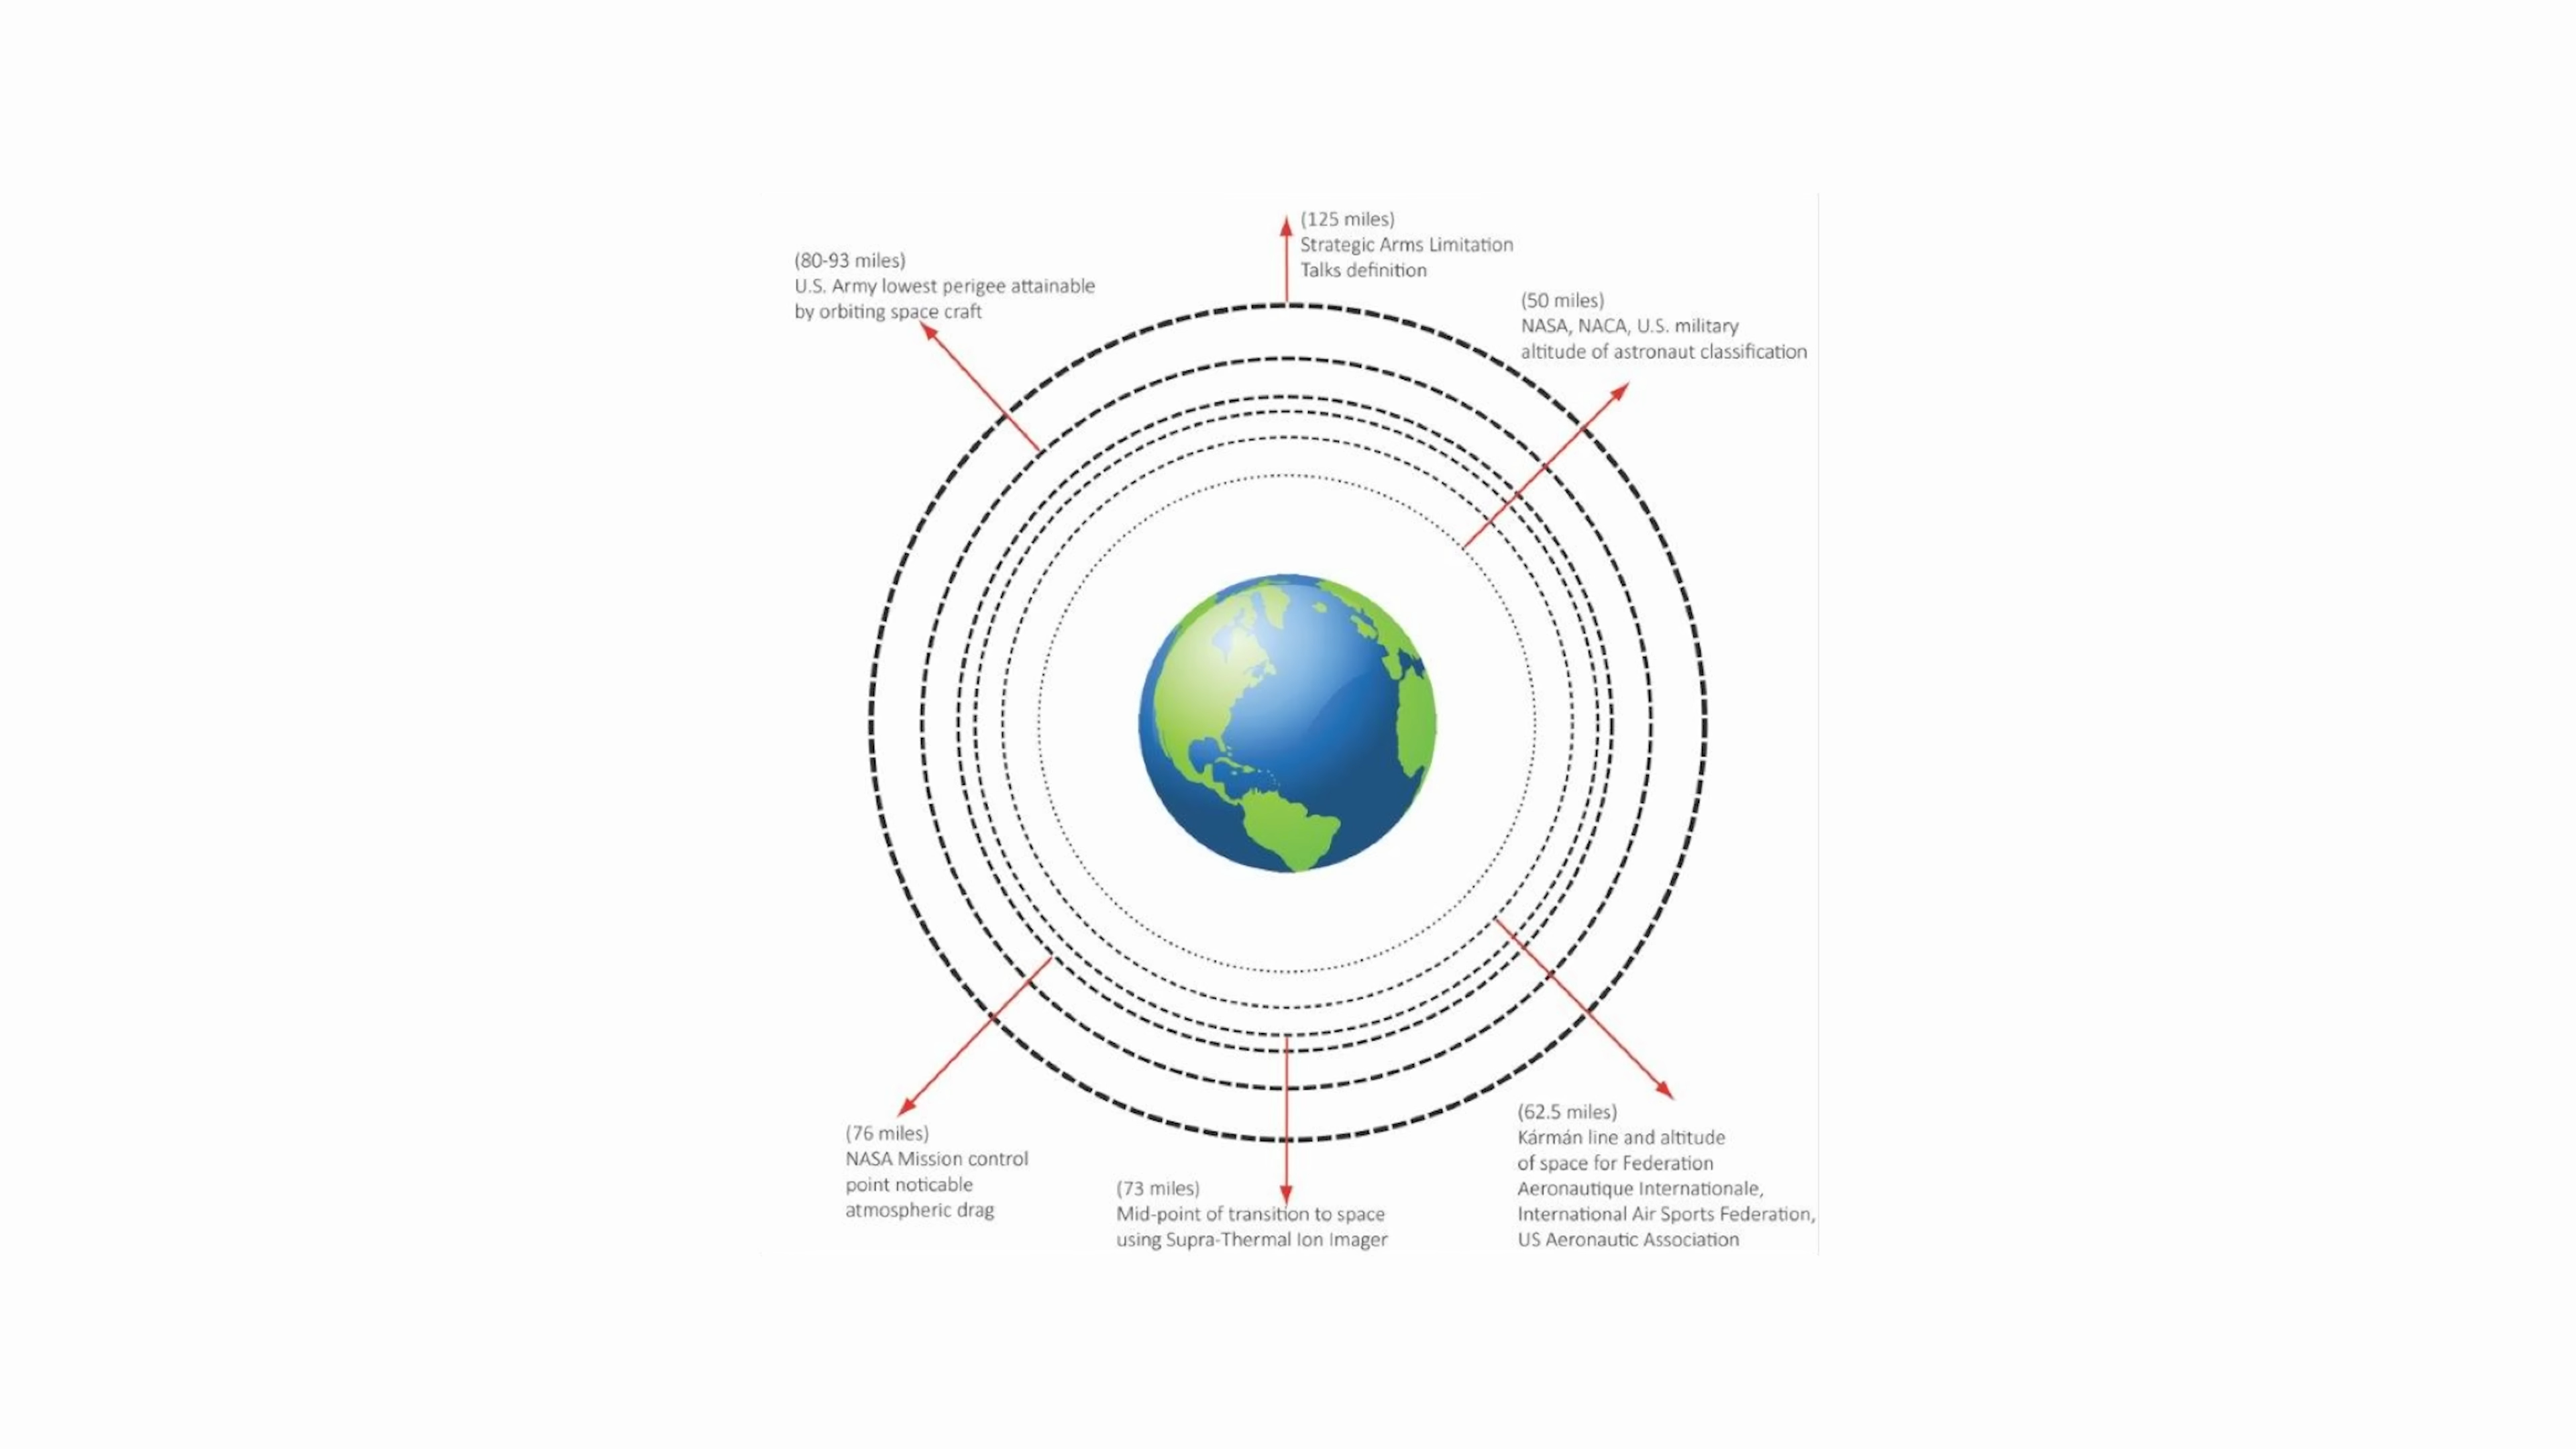 (125 miles)
Strategic Arms Limitation
Talks definition
(80-93 miles)
U.S. Army lowest perigee attainable
by orbiting space craft
(50 miles)
NASA, NACA, U.S. military
altitude of astronaut classification
(76 miles)
NASA Mission control
point noticable
atmospheric drag
(73 miles)
Mid-point of transition to space
using Supra-Thermal Ion Imager
(62.5 miles)
Kármán line and altitude
of space for Federation
Aeronautique Internationale,
International Air Sports Federation,
US Aeronautic Association